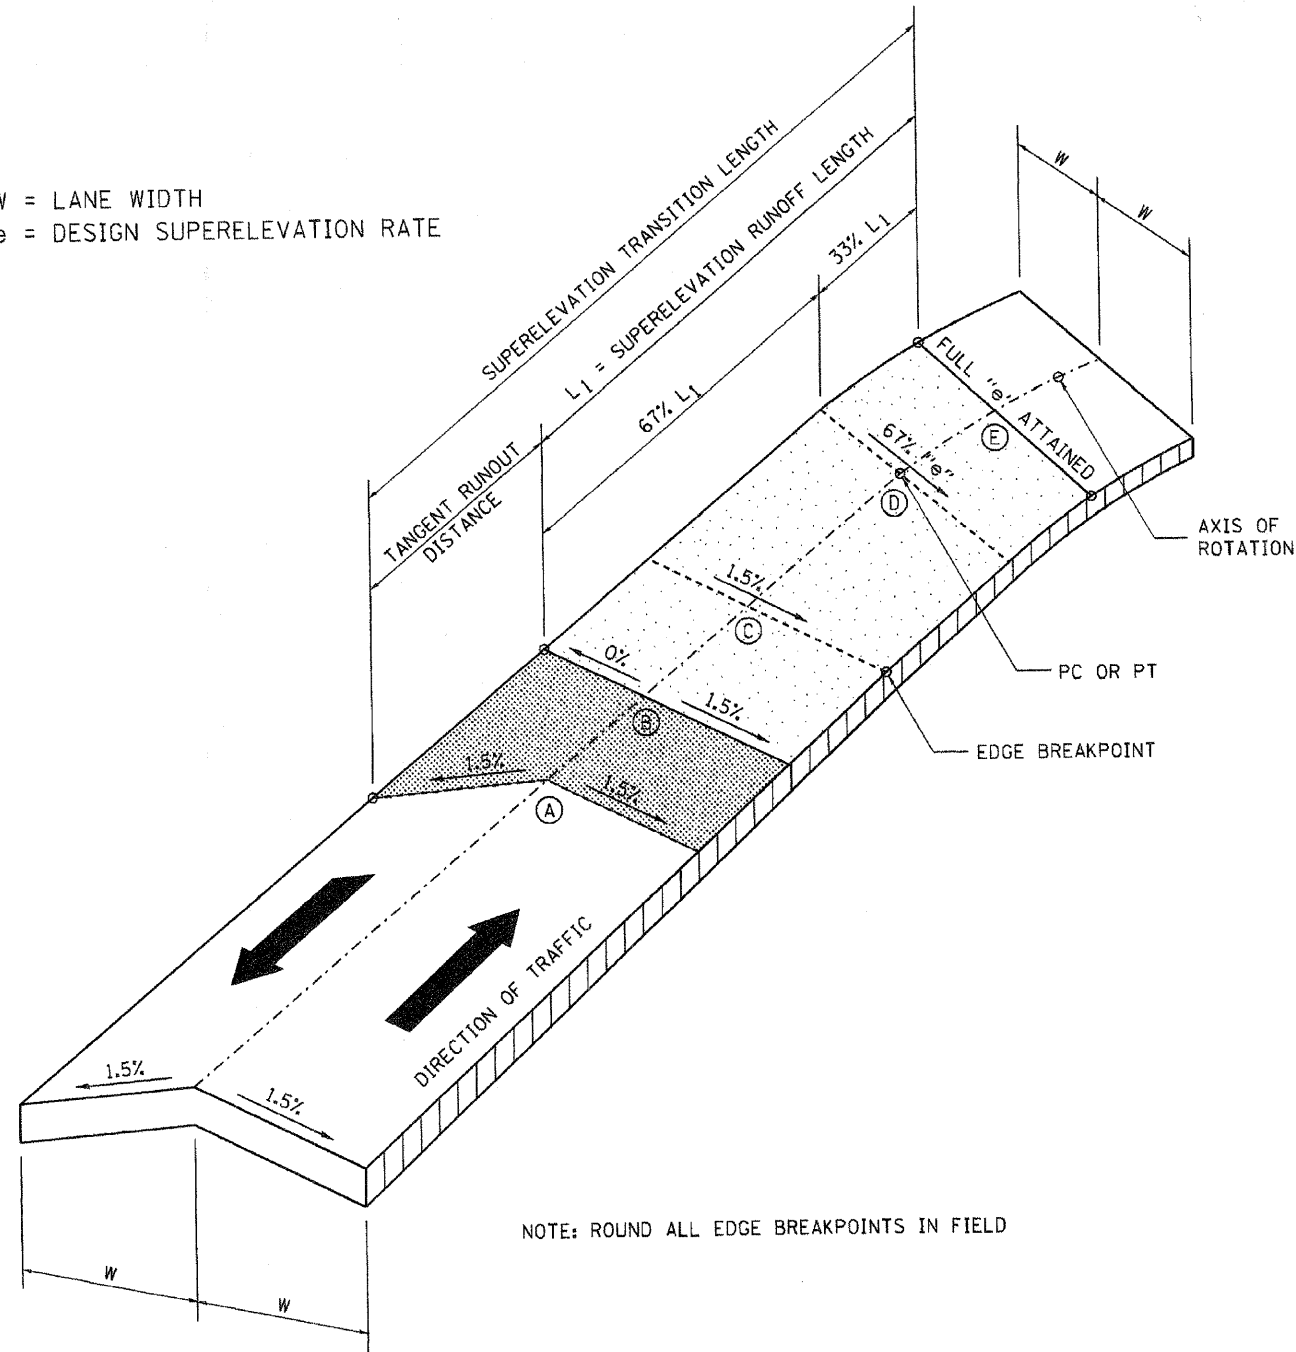 = LANE WIDTH
= DESIGN SUPERELEVATION RATE
SUPERELEVATION TRANSITION LENGTH
L1 = SUPERELEVATION RUNOFF LENGTH
33% L1
67% L1
TANGENT RUNOUT
DISTANCE
W
W
FULL "e" ATTAINED
E
67% "e"
D
AXIS OF
ROTATION
1.5%
C
PC OR PT
0%
1.5%
B
EDGE BREAKPOINT
1.5%
1.5%
A
DIRECTION OF TRAFFIC
1.5%
1.5%
NOTE: ROUND ALL EDGE BREAKPOINTS IN FIELD
W
W